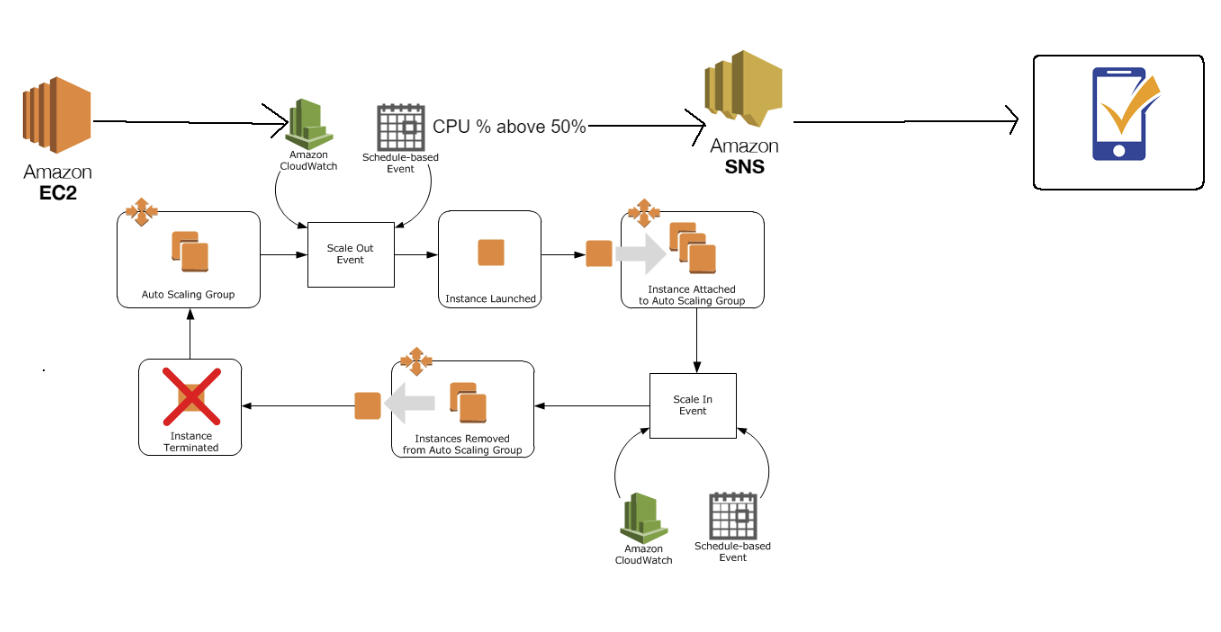 CPU % above 50%
Amazon
EC2
Amazon
CloudWatch
Schedule-based
Event
Amazon
SNS
Auto Scaling Group
Scale Out
Event
Instance Launched
Instance Attached
to Auto Scaling Group
Instance
Terminated
Instances Removed
from Auto Scaling Group
Scale In
Event
Amazon
CloudWatch
Schedule-based
Event